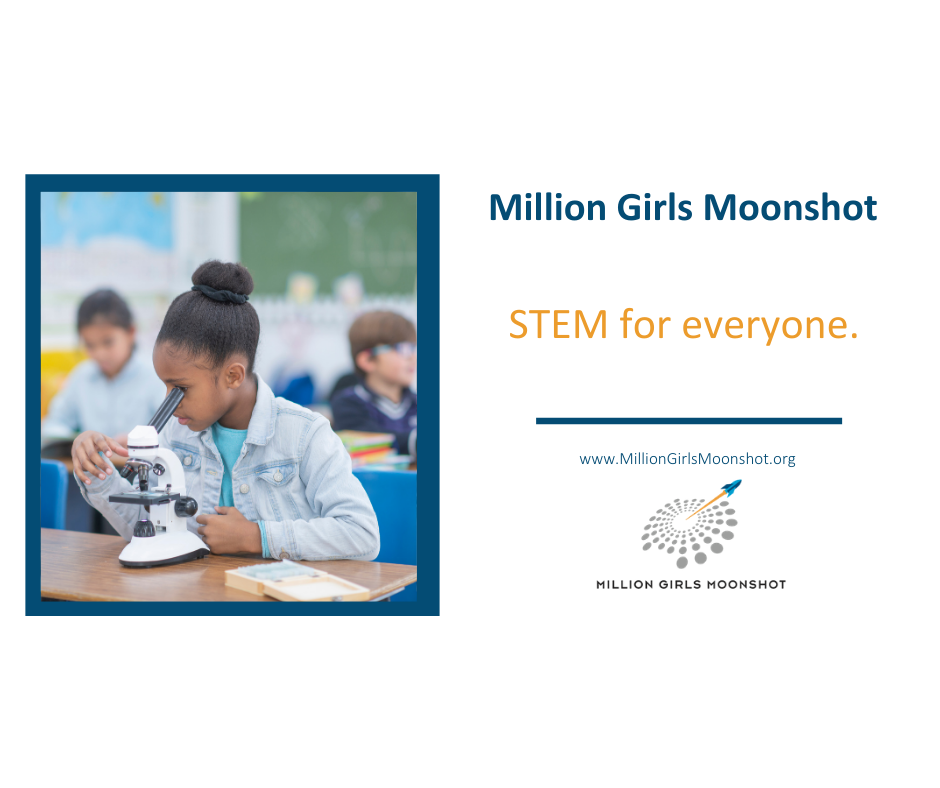 Million Girls Moonshot
STEM for everyone.
www.MillionGirlsMoonshot.org
MILLION GIRLS MOONSHOT